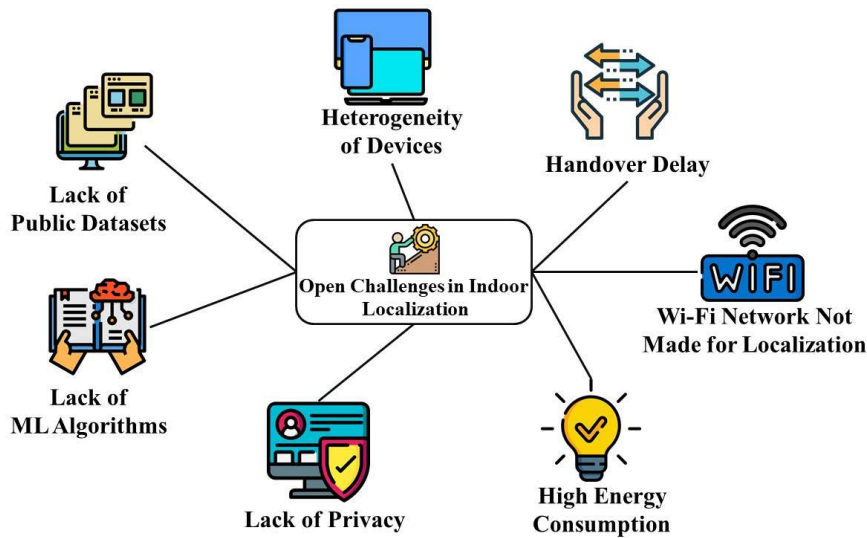 Heterogeneity
of Devices
Handover Delay
Lack of
Public Datasets
WIFI
Open Challenges in Indoor
Localization
Wi-Fi Network Not
Made for Localization
Lack of
ML Algorithms
Lack of Privacy
High Energy
Consumption